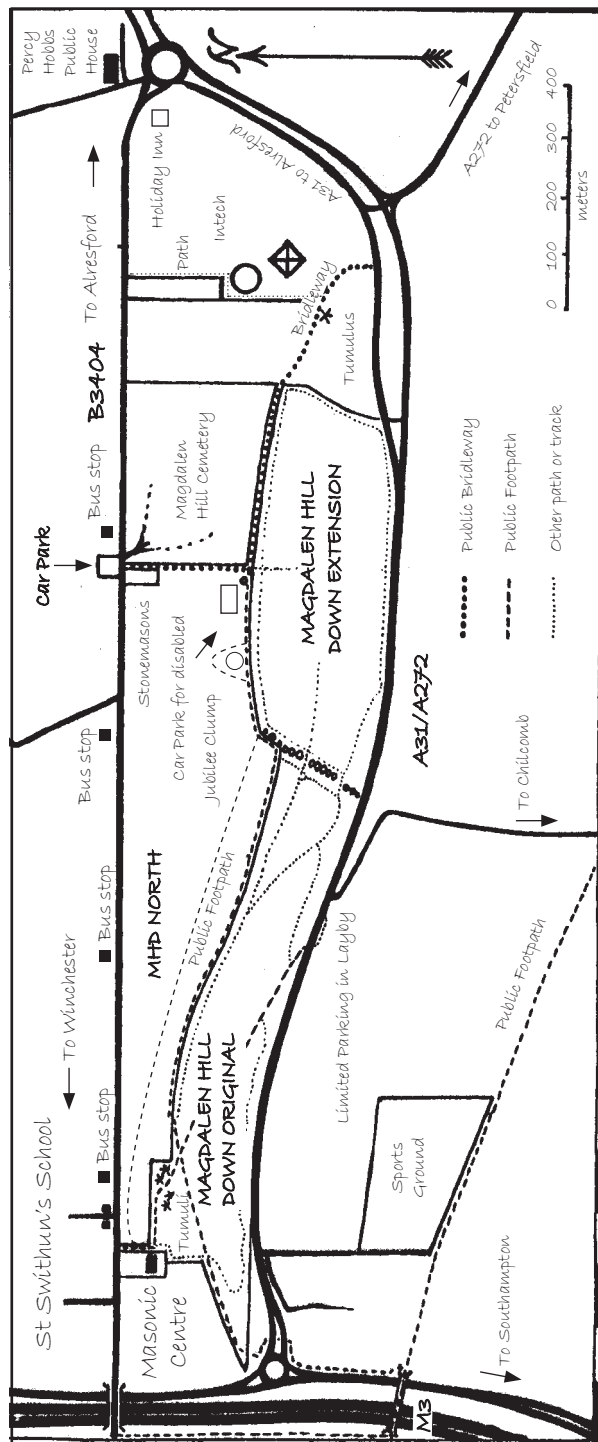 St Swithun's School
To Winchester
Bus stop
Bus stop
Bus stop
Car Park
Bus stop
B3404
To Alresford
Percy
Hobbs
Public
House
Masonic
Centre
Tumuli
MHD NORTH
Public Footpath
Stonemasons
Car Park for disabled
Jubilee Clump
Magdalen
Hill Cemetery
Path
Holiday Inn
Intech
Bridleway
Tumulus
N
MAGDALEN HILL
DOWN ORIGINAL
MAGDALEN HILL
DOWN EXTENSION
A31 to Alresford
A272 to Petersfield
A31/A272
Limited Parking in Layby
Sports
Ground
To Chilcomb
Public Footpath
To Southampton
M3
Public Bridleway
Public Footpath
Other path or track
0 100 200 300 400
meters